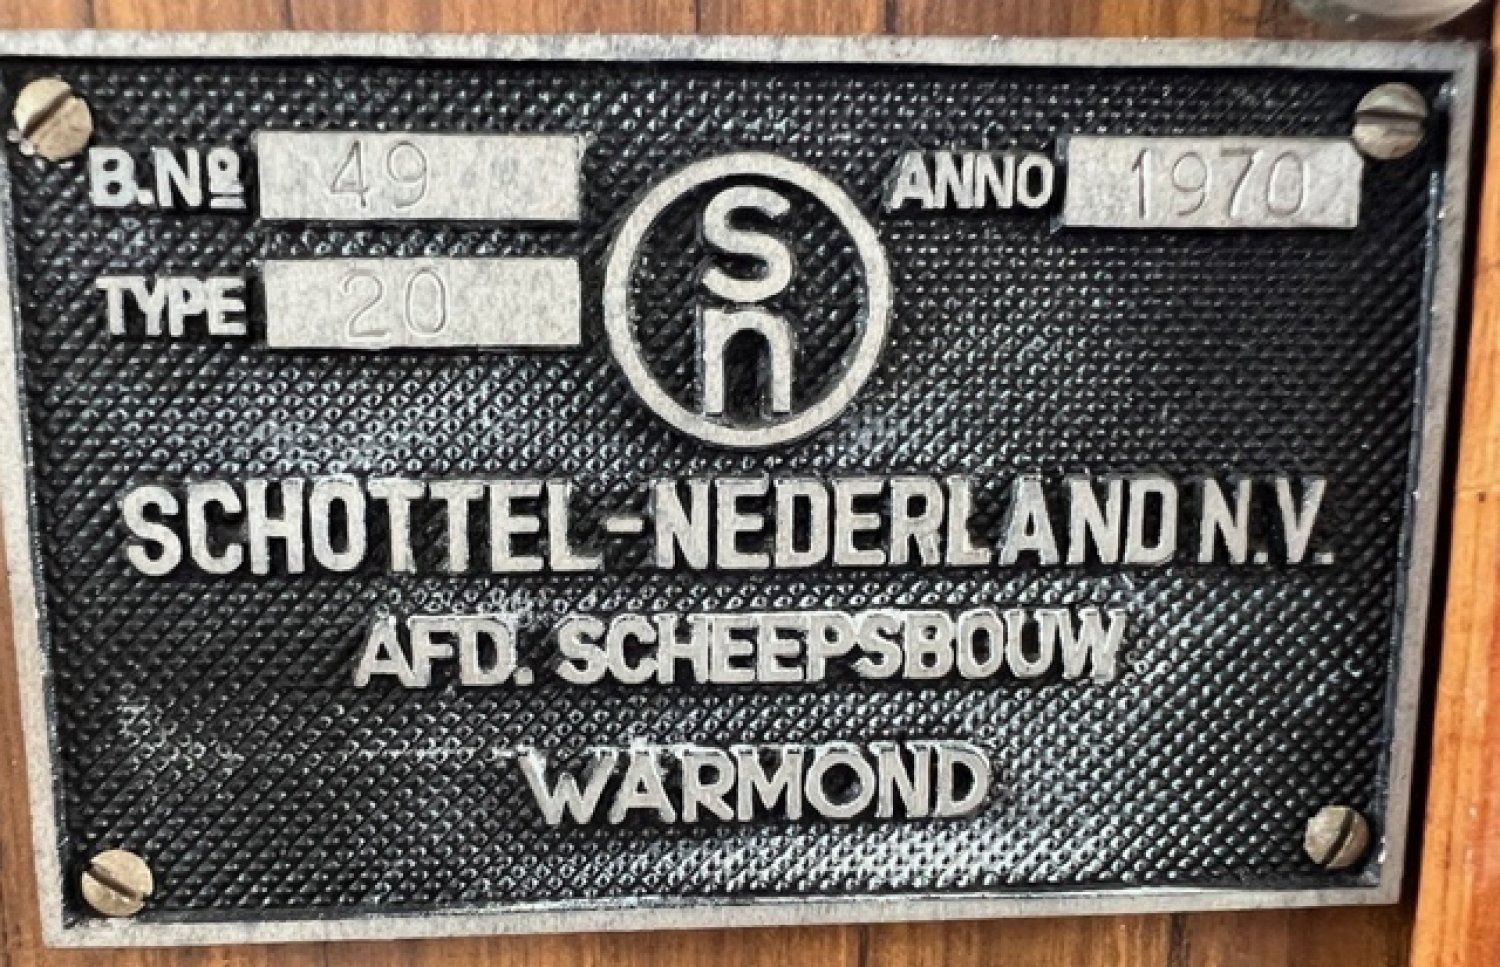 B.Nº 49
ANNO 1970
TYPE 20
sn
SCHOTTEL-NEDERLAND N.V.
AFD. SCHEEPSBOUW
WARMOND